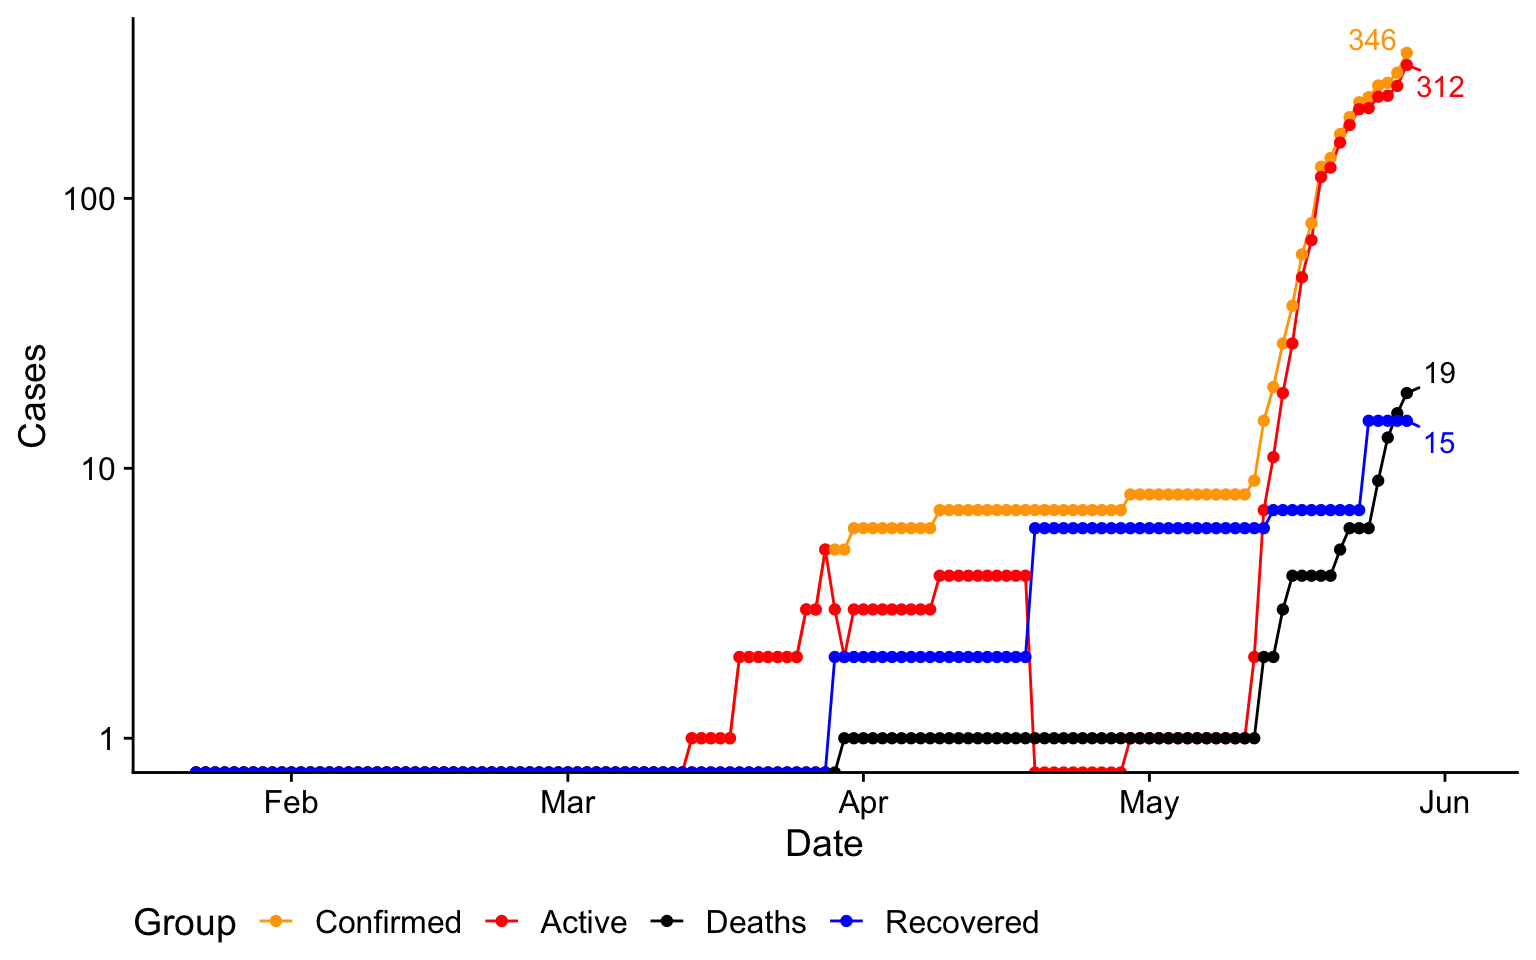 346
312
100
19
15
10
1
Cases
Feb Mar Apr May Jun
Date
Group Confirmed Active Deaths Recovered